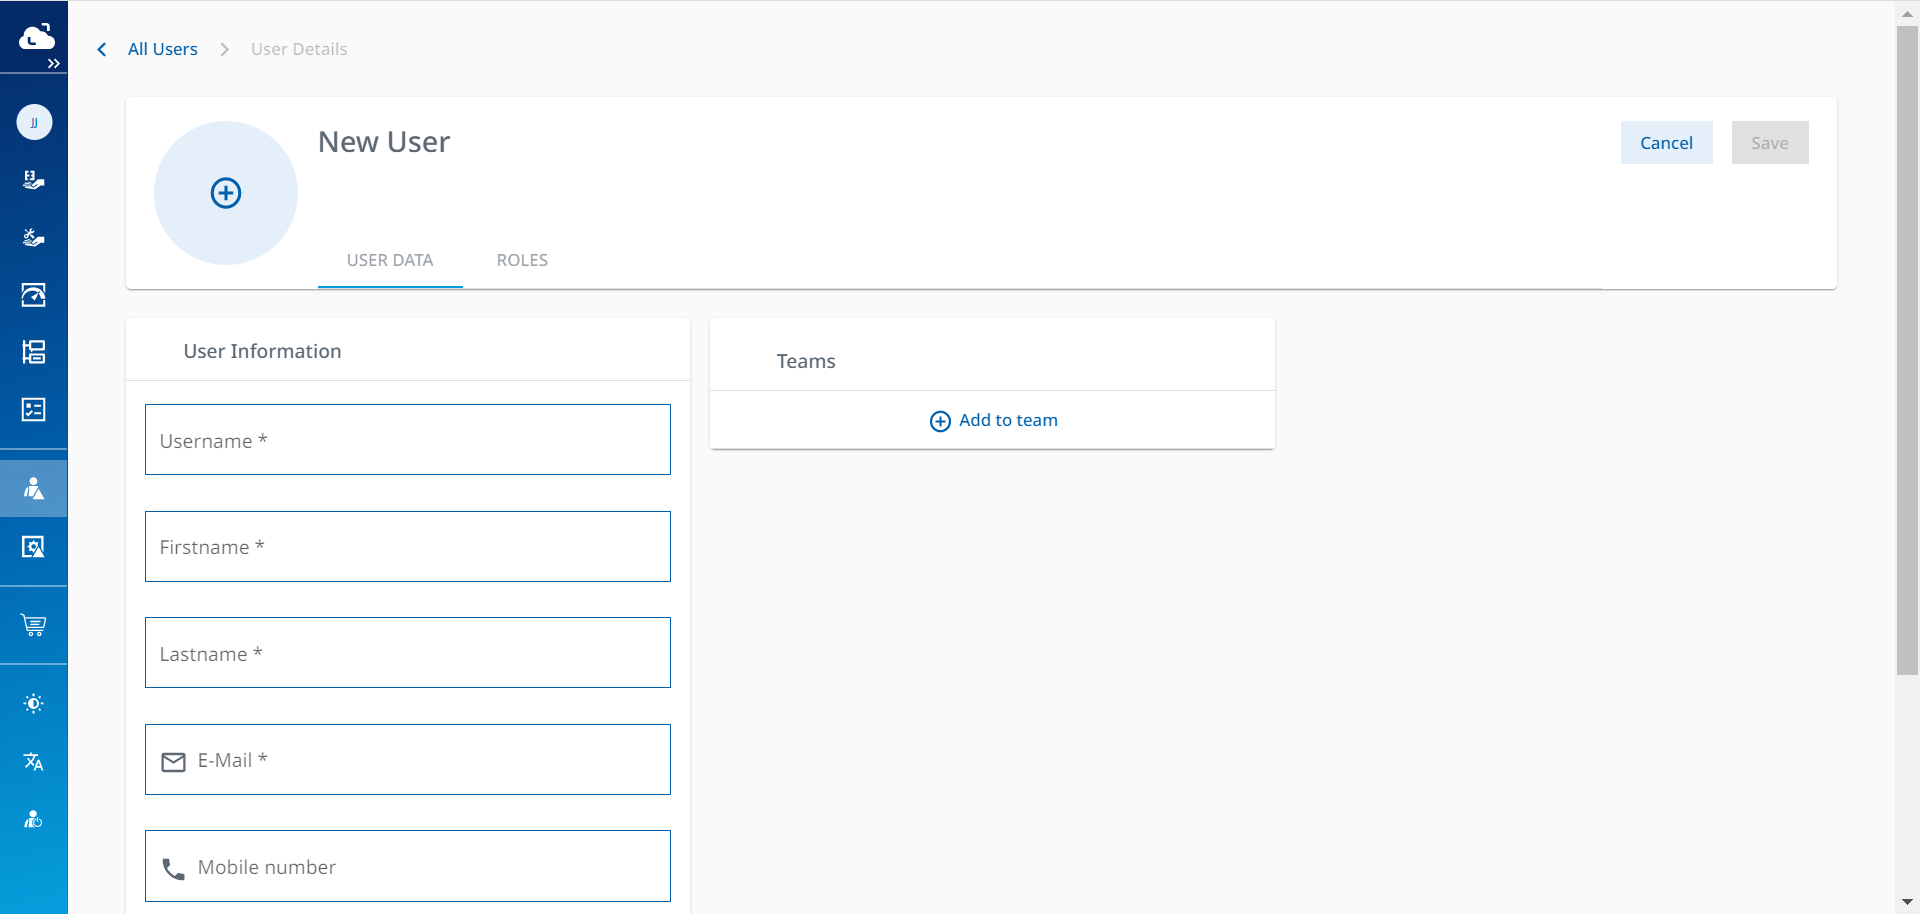 All Users
User Details
JJ
New User
Cancel
Save
USER DATA
ROLES
User Information
Teams
Add to team
Username *
Firstname *
Lastname *
E-Mail *
Mobile number